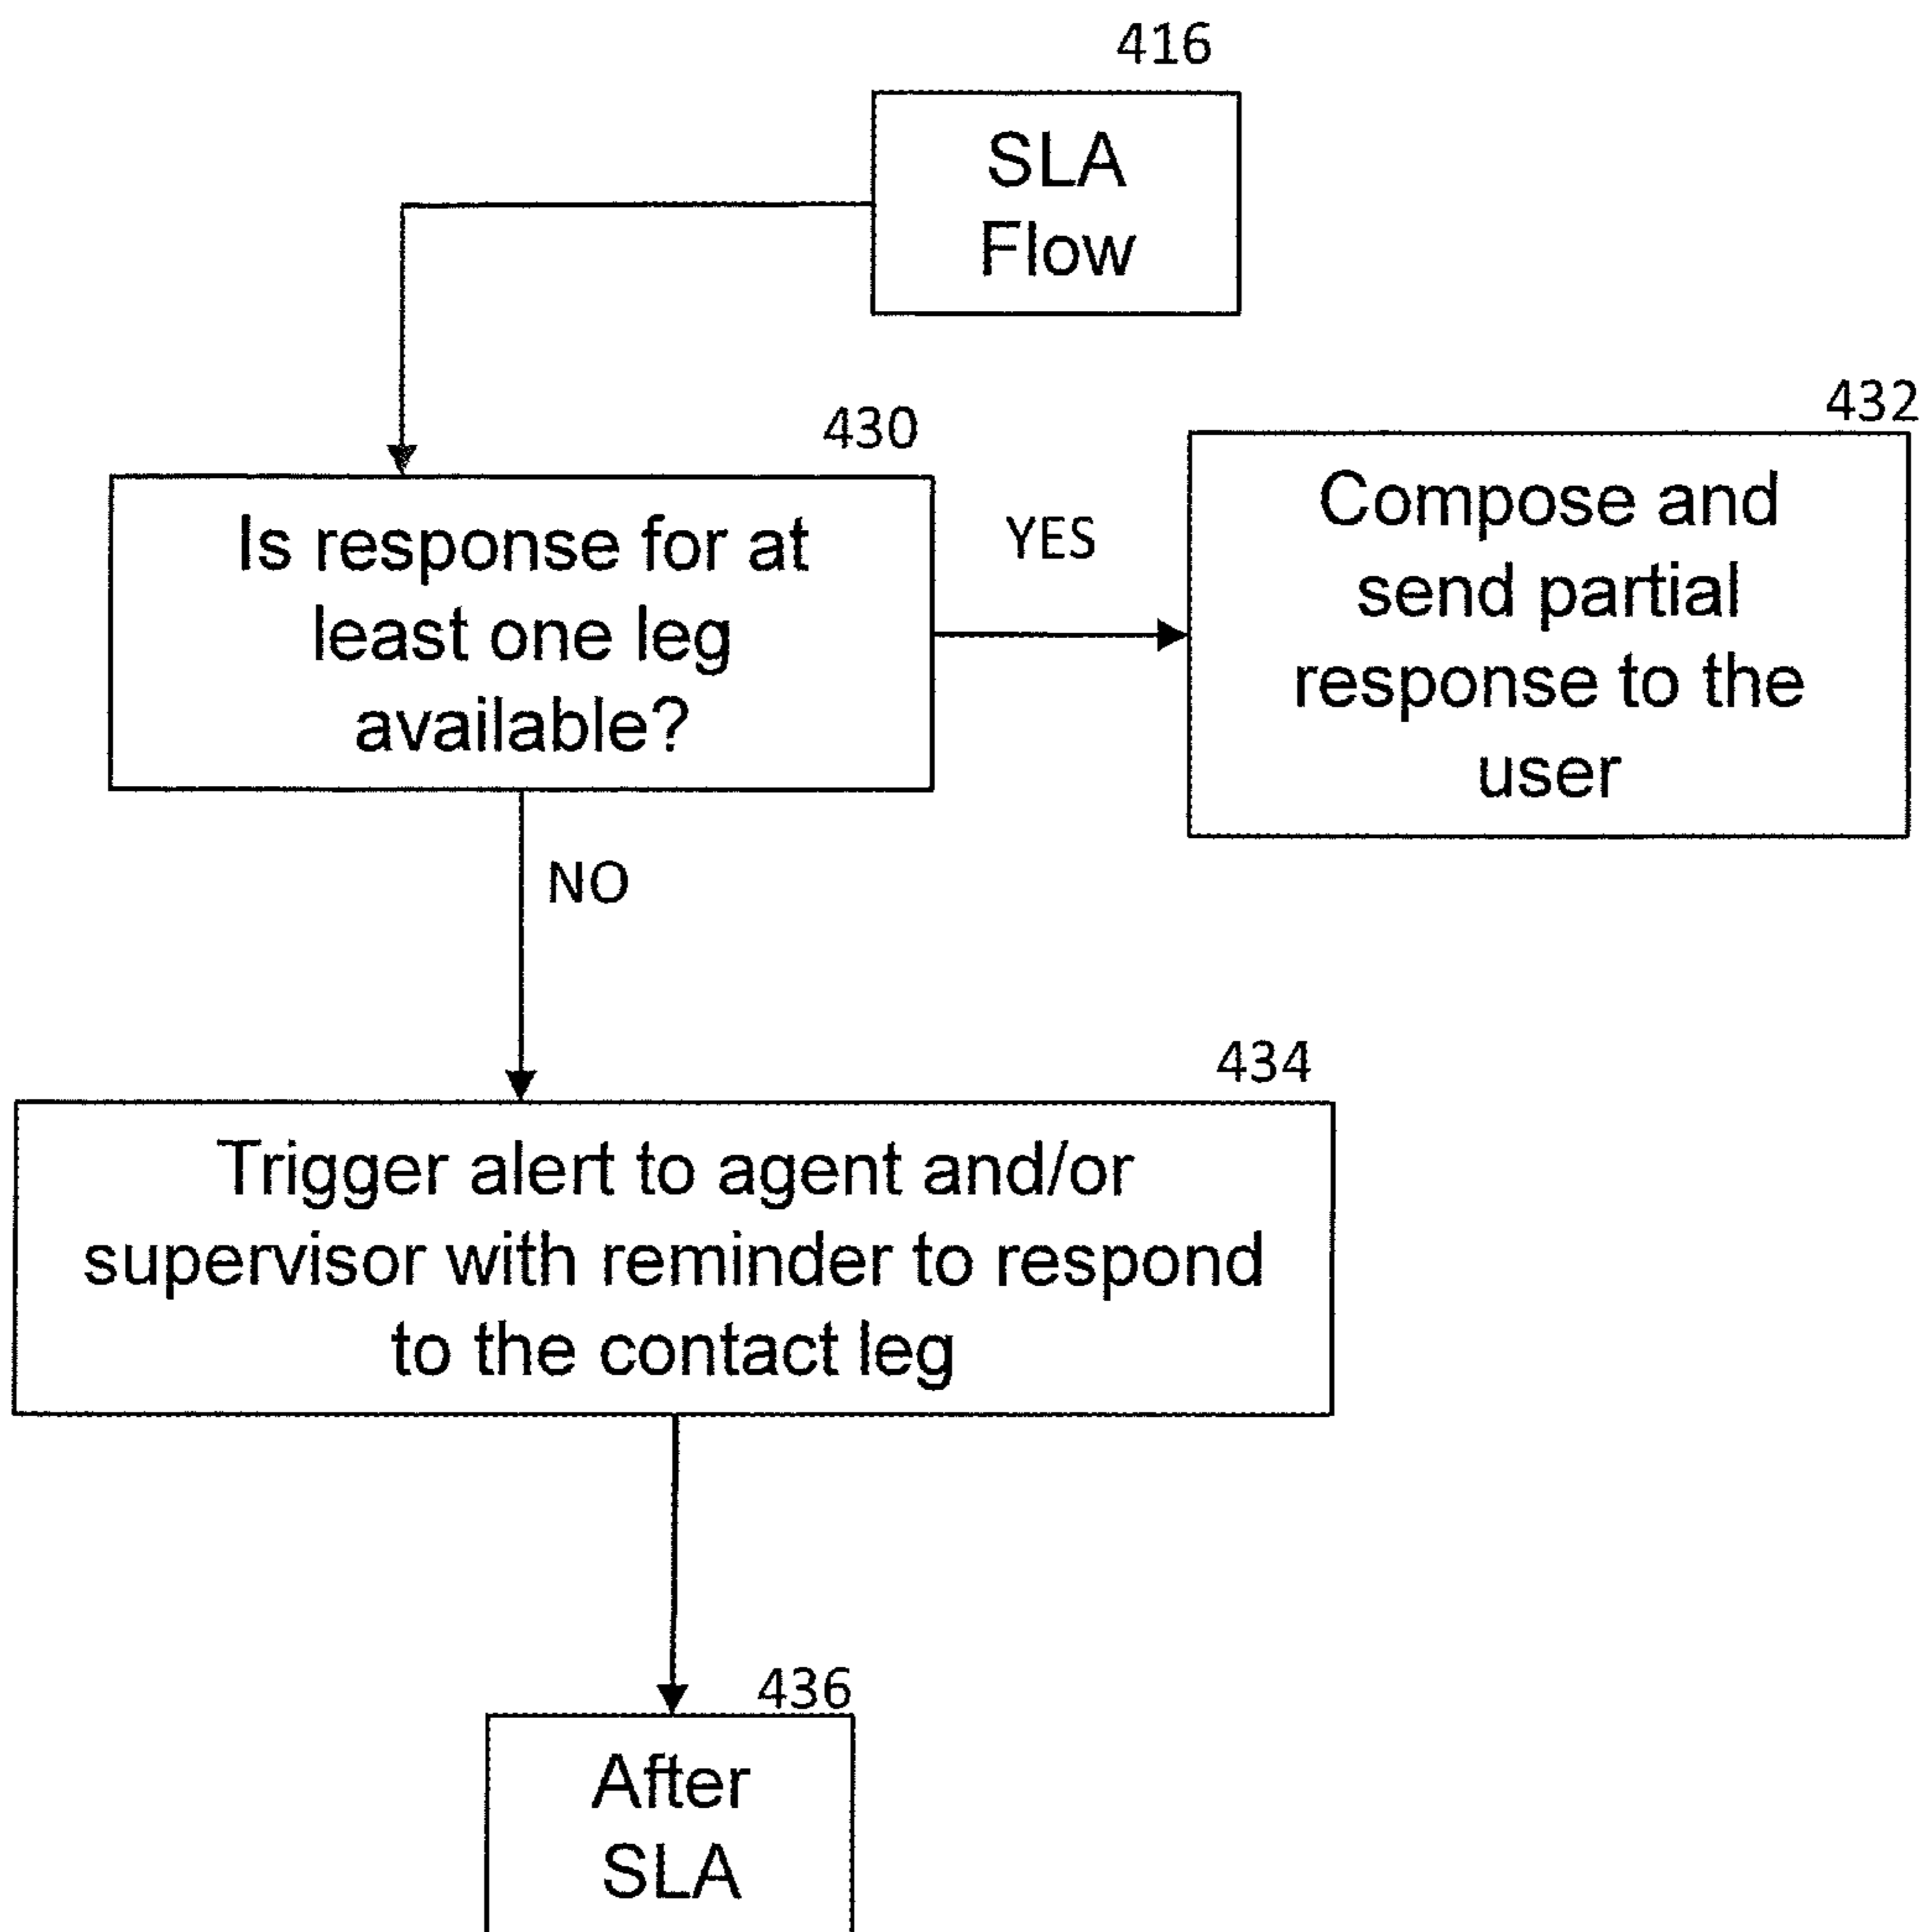 416
SLA
Flow
430
Is response for at
least one leg
available?
YES
432
Compose and
send partial
response to the
user
NO
434
Trigger alert to agent and/or
supervisor with reminder to respond
to the contact leg
436
After
SLA